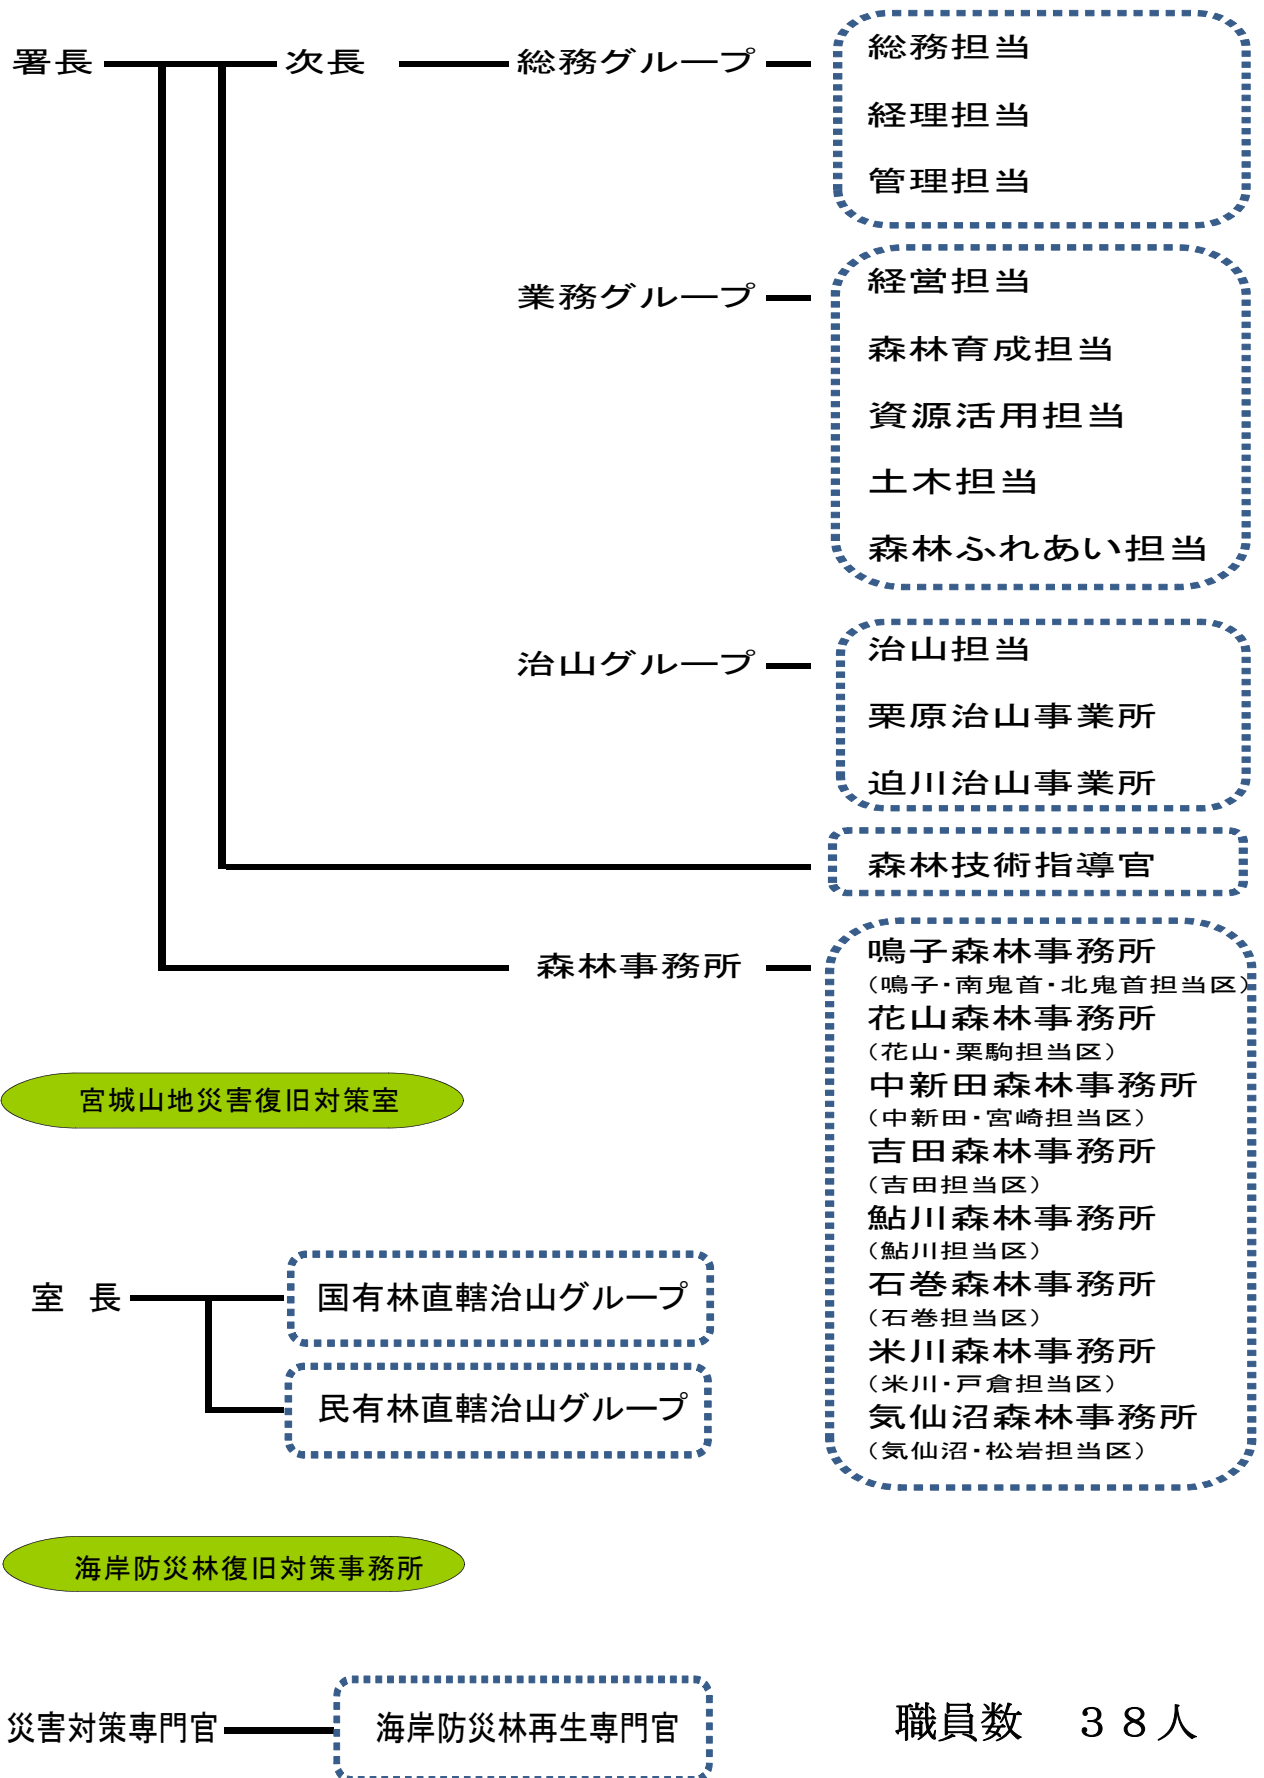 署長
次長
総務グループ
総務担当
経理担当
管理担当
業務グループ
経営担当
森林育成担当
資源活用担当
土木担当
森林ふれあい担当
治山グループ
治山担当
栗原治山事業所
迫川治山事業所
森林技術指導官
森林事務所
鳴子森林事務所
（鳴子・南鬼首・北鬼首担当区）
花山森林事務所
（花山・栗駒担当区）
中新田森林事務所
（中新田・宮崎担当区）
吉田森林事務所
（吉田担当区）
鮎川森林事務所
（鮎川担当区）
石巻森林事務所
（石巻担当区）
米川森林事務所
（米川・戸倉担当区）
気仙沼森林事務所
（気仙沼・松岩担当区）
宮城山地災害復旧対策室
室 長
国有林直轄治山グループ
民有林直轄治山グループ
海岸防災林復旧対策事務所
災害対策専門官
海岸防災林再生専門官
職員数　３８人